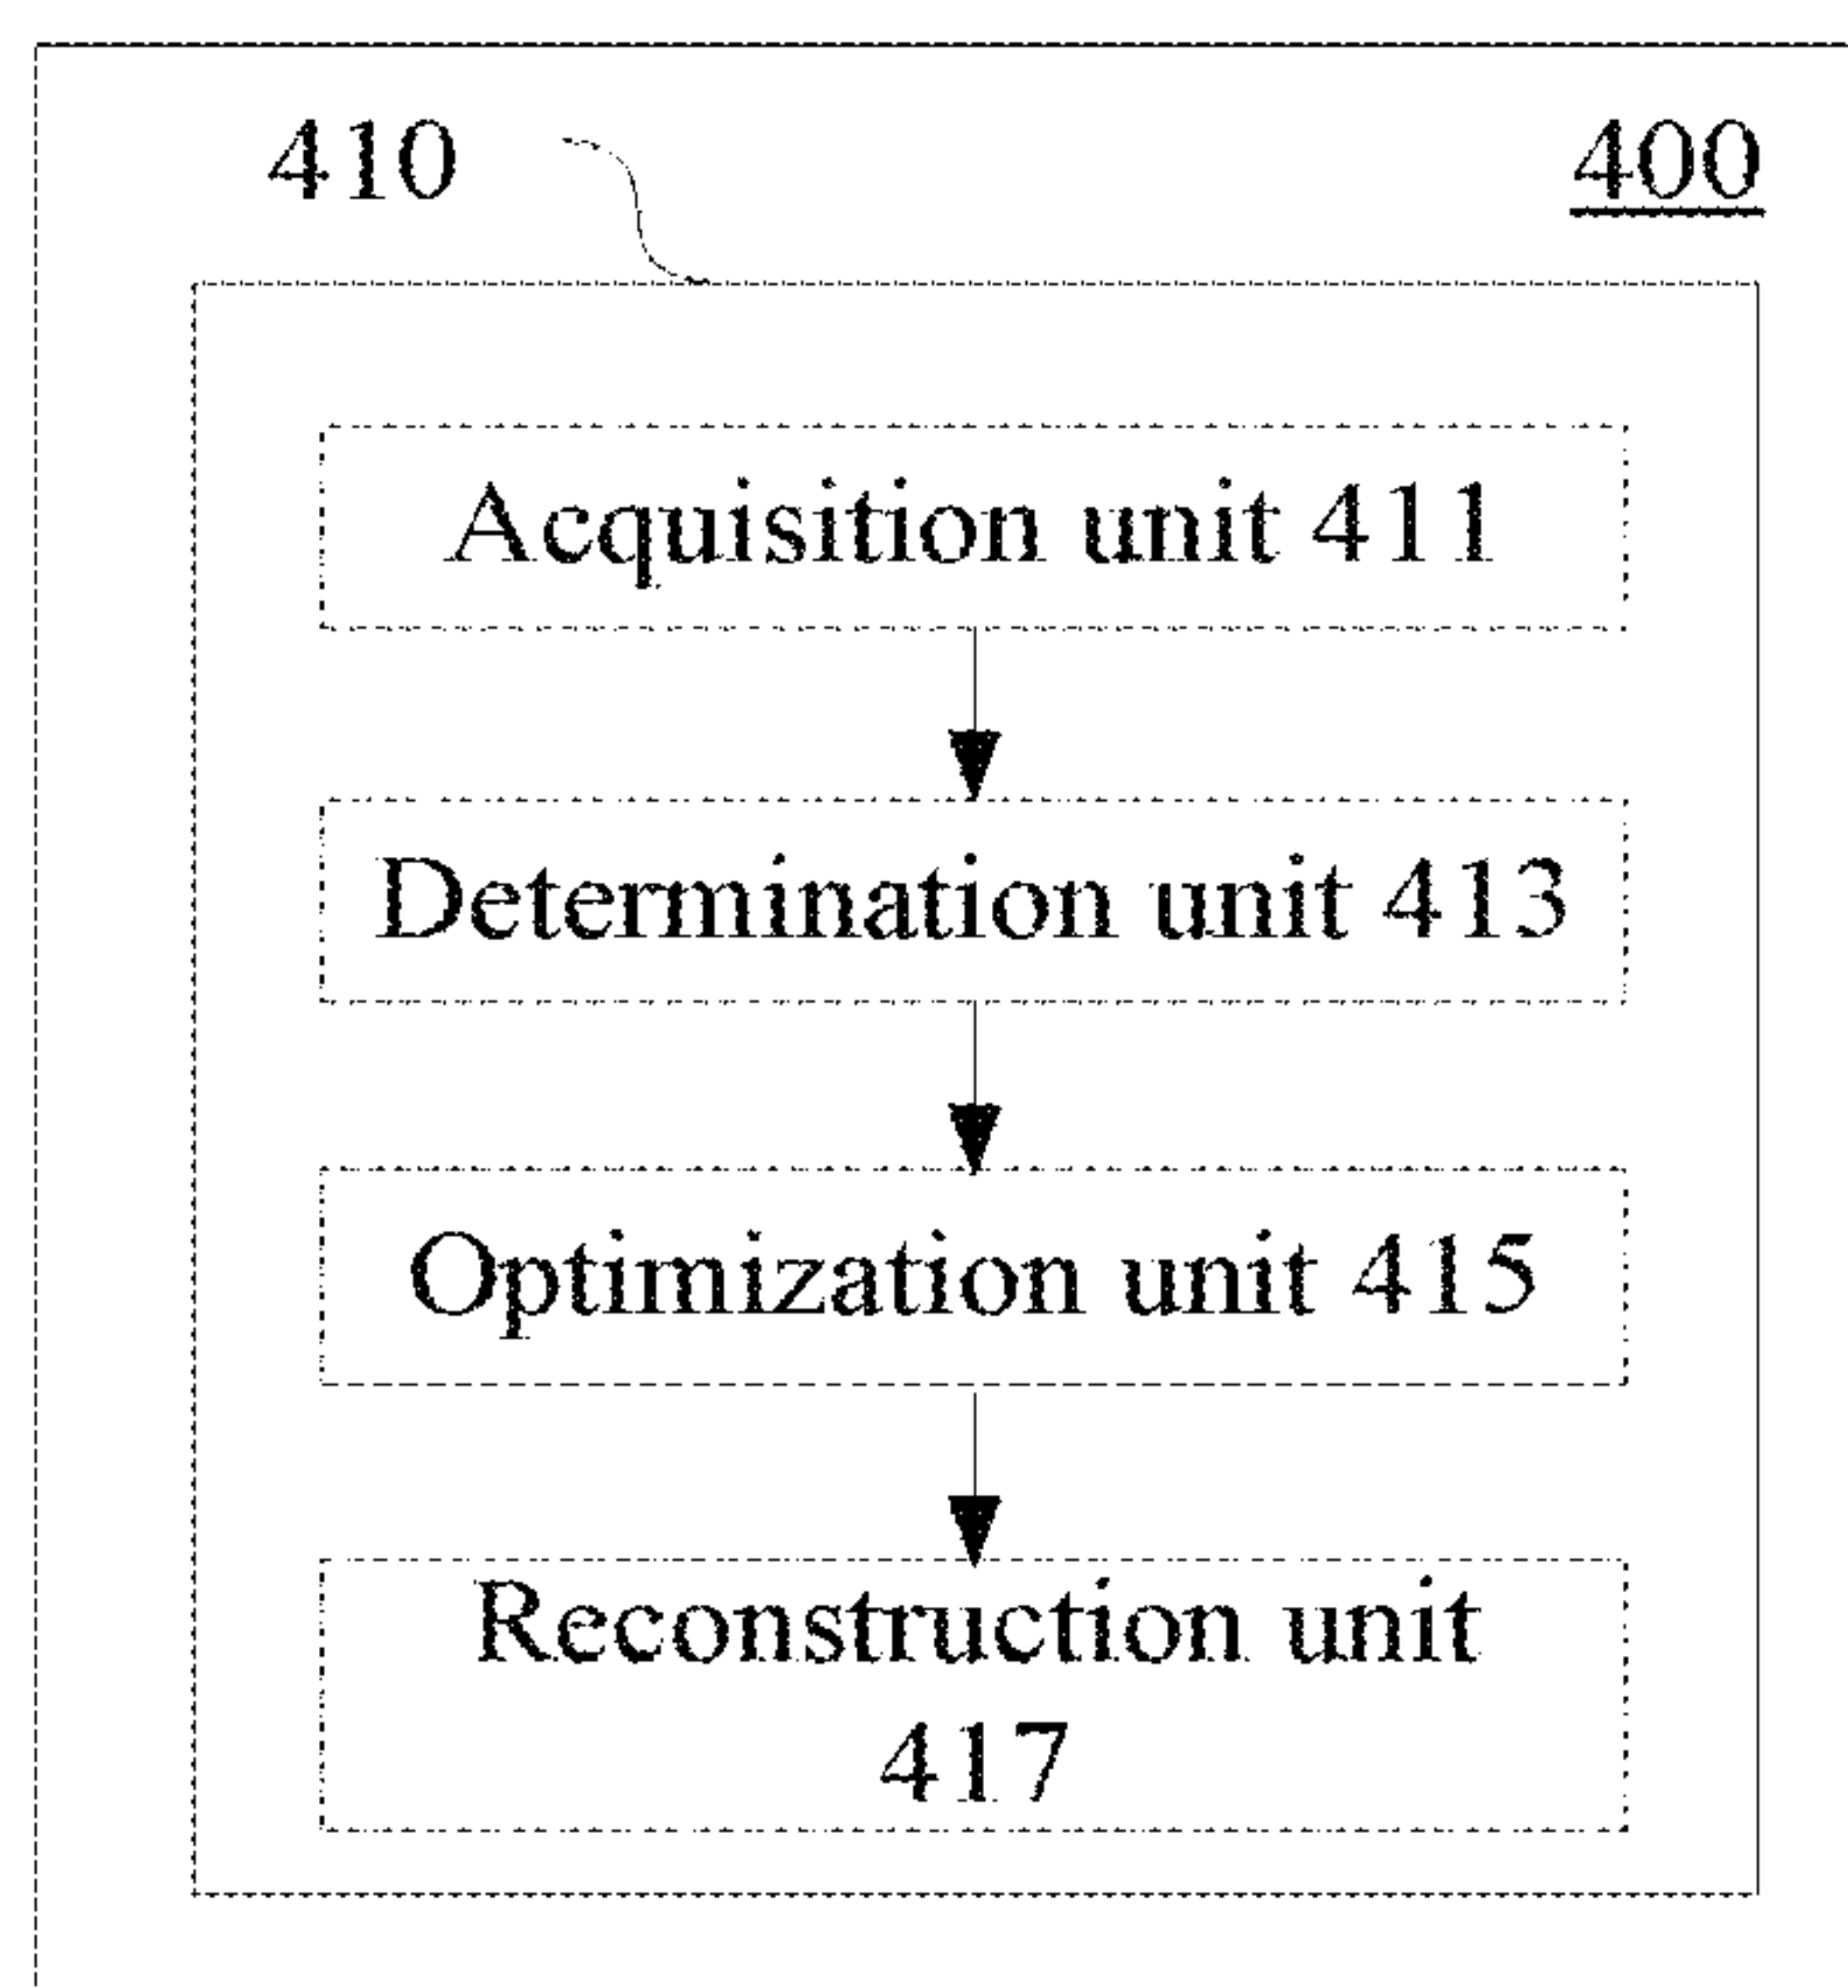 410
400
Acquisition unit 411
Determination unit 413
Optimization unit 415
Reconstruction unit
417